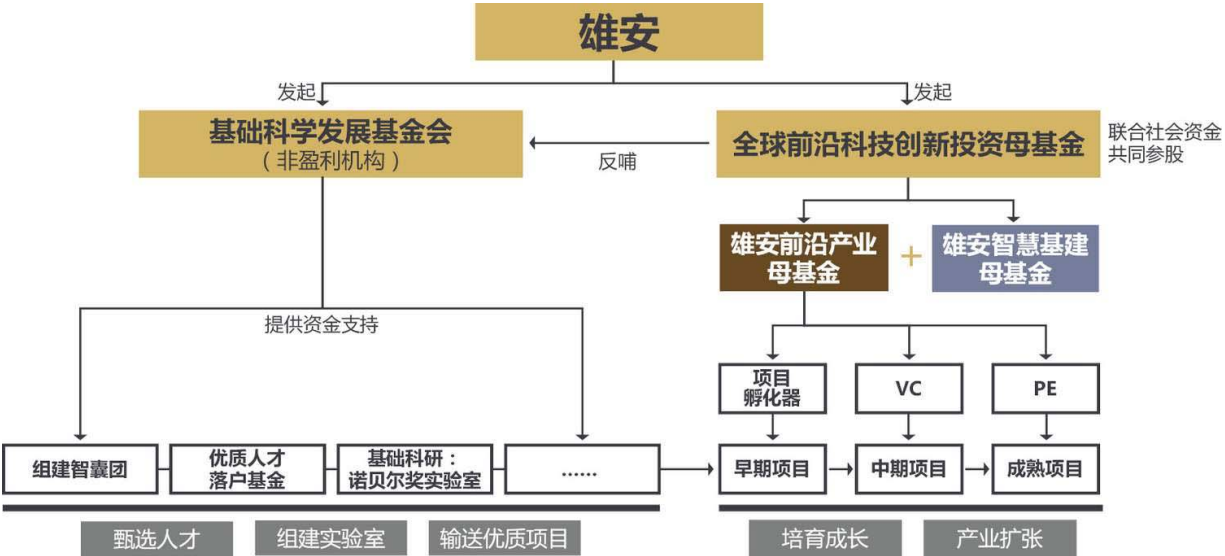 雄安
发起
发起
基础科学发展基金会
（非盈利机构）
反哺
全球前沿科技创新投资母基金
联合社会资金
共同参股
雄安前沿产业
母基金
+
雄安智慧基建
母基金
提供资金支持
项目
孵化器
VC
PE
组建智囊团
优质人才
落户基金
基础科研：
诺贝尔奖实验室
......
早期项目
中期项目
成熟项目
甄选人才
组建实验室
输送优质项目
培育成长
产业扩张